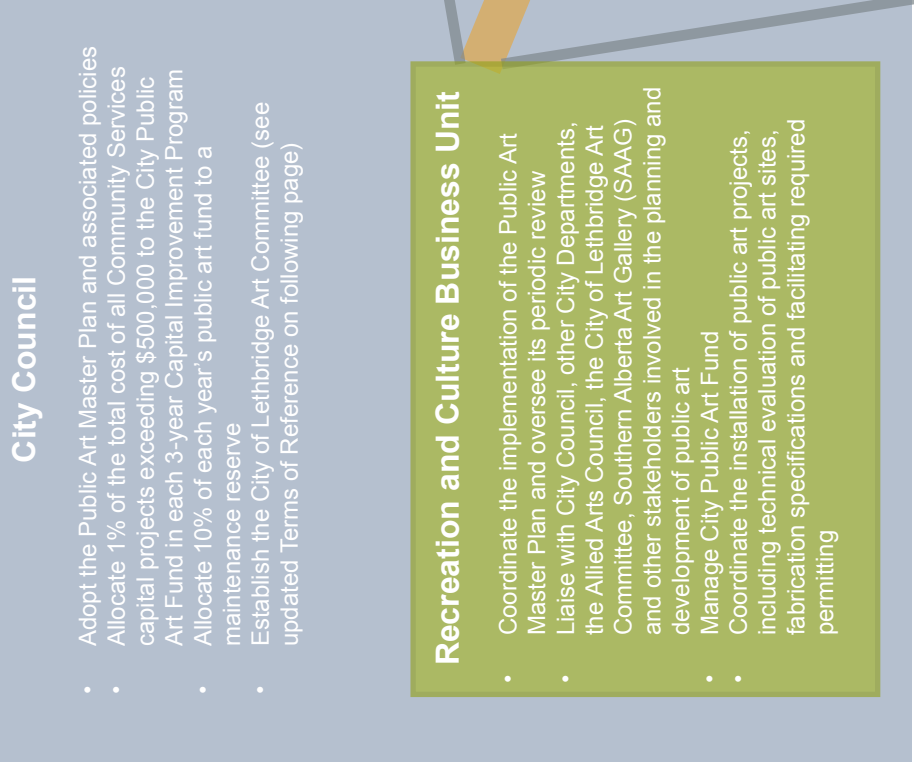 City Council
• Adopt the Public Art Master Plan and associated policies
• Allocate 1% of the total cost of all Community Services
capital projects exceeding $500,000 to the City Public
Art Fund in each 3-year Capital Improvement Program
• Allocate 10% of each year’s public art fund to a
maintenance reserve
• Establish the City of Lethbridge Art Committee (see
updated Terms of Reference on following page)
Recreation and Culture Business Unit
• Coordinate the implementation of the Public Art
Master Plan and oversee its periodic review
• Liaise with City Council, other City Departments,
the Allied Arts Council, the City of Lethbridge Art
Committee, Southern Alberta Art Gallery (SAAG)
and other stakeholders involved in the planning and
development of public art
• Manage City Public Art Fund
• Coordinate the installation of public art projects,
including technical evaluation of public art sites,
fabrication specifications and facilitating required
permitting